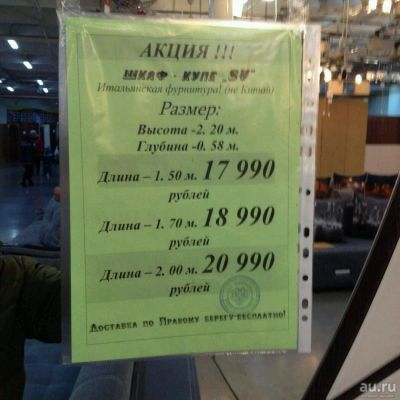 АКЦИЯ !!!
ШКАФ - КУПЕ „SV"
Итальянская фурнитура! (не Китай)
Размер:
Высота -2. 20 м.
Глубина -0. 58 м.
Длина – 1. 50 м. 17 990
рублей
Длина – 1. 70 м. 18 990
рублей
Длина – 2. 00 м. 20 990
рублей
Доставка по Правому берегу-бесплатно!
au.ru